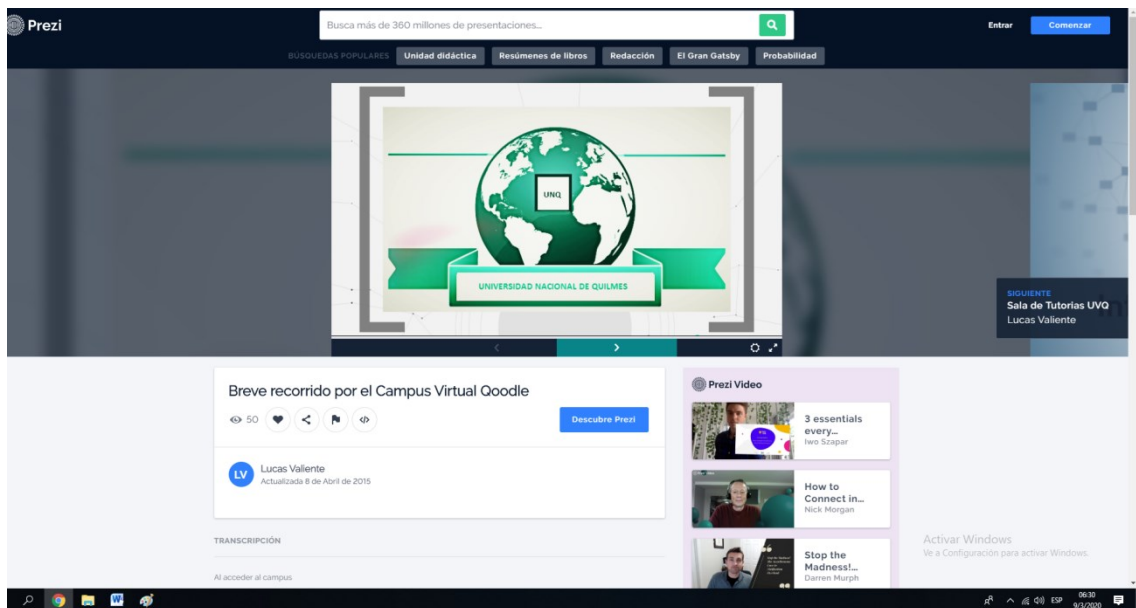 Prezi
Busca más de 360 millones de presentaciones...
Entrar
Comenzar
BÚSQUEDAS POPULARES
Unidad didáctica
Resúmenes de libros
Redacción
El Gran Gatsby
Probabilidad
UNQ
UNIVERSIDAD NACIONAL DE QUILMES
SIGUIENTE
Sala de Tutorias UVQ
Lucas Valiente
Breve recorrido por el Campus Virtual Qoodle
50
Descubre Prezi
LV
Lucas Valiente
Actualizada 8 de Abril de 2015
TRANSCRIPCIÓN
Al acceder al campus
Prezi Video
3 essentials
every...
Iwo Szapar
How to
Connect in...
Nick Morgan
Stop the
Madness!...
Darren Murph
Activar Windows
Ve a Configuración para activar Windows.
ESP
06:30
9/3/2020